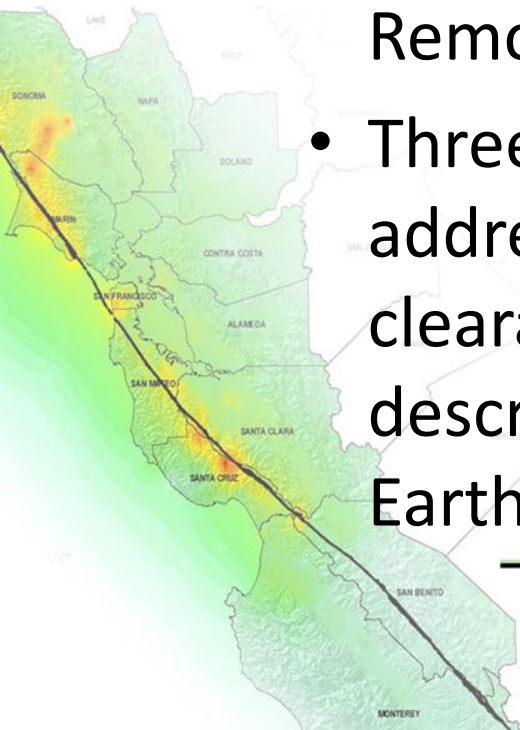 LAKE
YOLO
SONOMA
NAPA
SOLANO
MARIN
CONTRA COSTA
SAN FRANCISCO
ALAMEDA
SAN MATEO
SANTA CLARA
SANTA CRUZ
SAN BENITO
MONTEREY
Remo
• Three
addre
cleara
descr
Earth